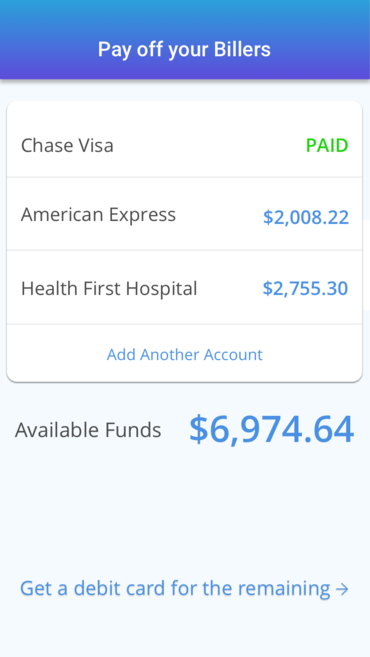 Pay off your Billers
Chase Visa PAID
American Express $2,008.22
Health First Hospital $2,755.30
Add Another Account
Available Funds $6,974.64
Get a debit card for the remaining →